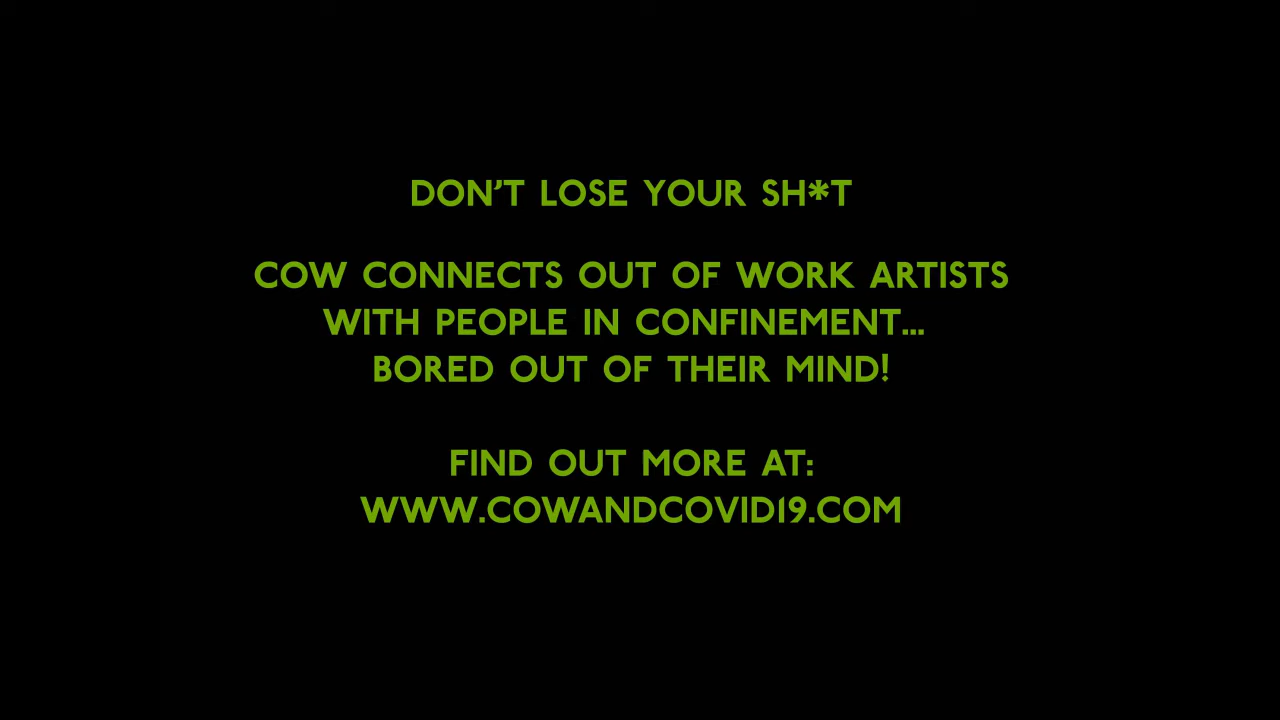 DON'T LOSE YOUR SH*T
COW CONNECTS OUT OF WORK ARTISTS
WITH PEOPLE IN CONFINEMENT...
BORED OUT OF THEIR MIND!
FIND OUT MORE AT:
WWW.COWANDCOVID19.COM